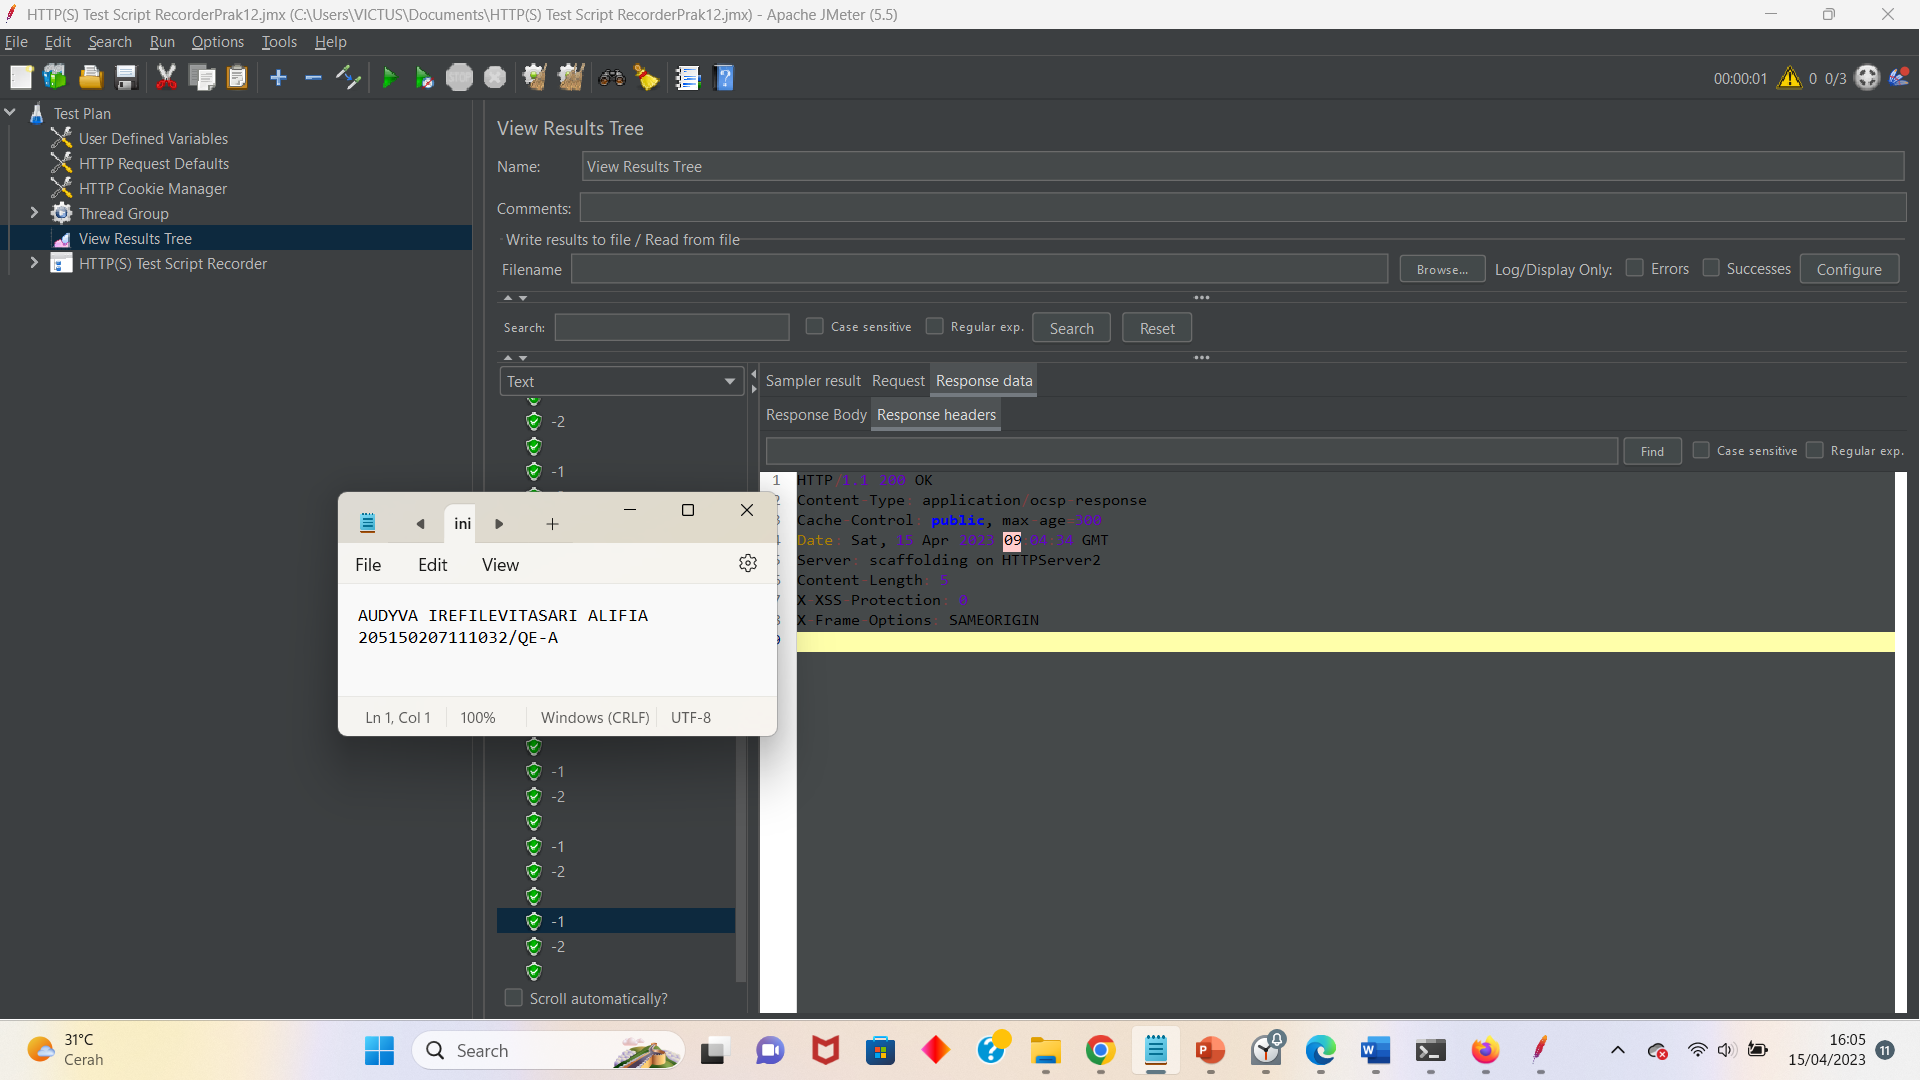 HTTP(S) Test Script RecorderPrak12.jmx (C:\Users\VICTUS\Documents\HTTP(S) Test Script RecorderPrak12.jmx) - Apache JMeter (5.5)
File Edit Search Run Options Tools Help
STOP
00:00:01 0 0/3
Test Plan
User Defined Variables
HTTP Request Defaults
HTTP Cookie Manager
Thread Group
View Results Tree
HTTP(S) Test Script Recorder
View Results Tree
Name: View Results Tree
Comments:
Write results to file / Read from file
Filename Browse... Log/Display Only: Errors Successes Configure
Search: Case sensitive Regular exp. Search Reset
Text
-2
-1
-1
-2
-1
-2
-1
-2
Scroll automatically?
Sampler result Request Response data
Response Body Response headers
Find Case sensitive Regular exp.
1 HTTP 1.1 200 OK
Content Type application ocsp response
Cache Control public, max age 300
Date Sat, 15 Apr 2023 09 04 34 GMT
Server scaffolding on HTTPServer2
Content Length 5
X XSS Protection 0
X Frame Options SAMEORIGIN
ini
File Edit View
AUDYVA IREFILEVITASARI ALIFIA
205150207111032/QE-A
Ln 1, Col 1 100% Windows (CRLF) UTF-8
31°C
Cerah
Search
16:05
15/04/2023
11